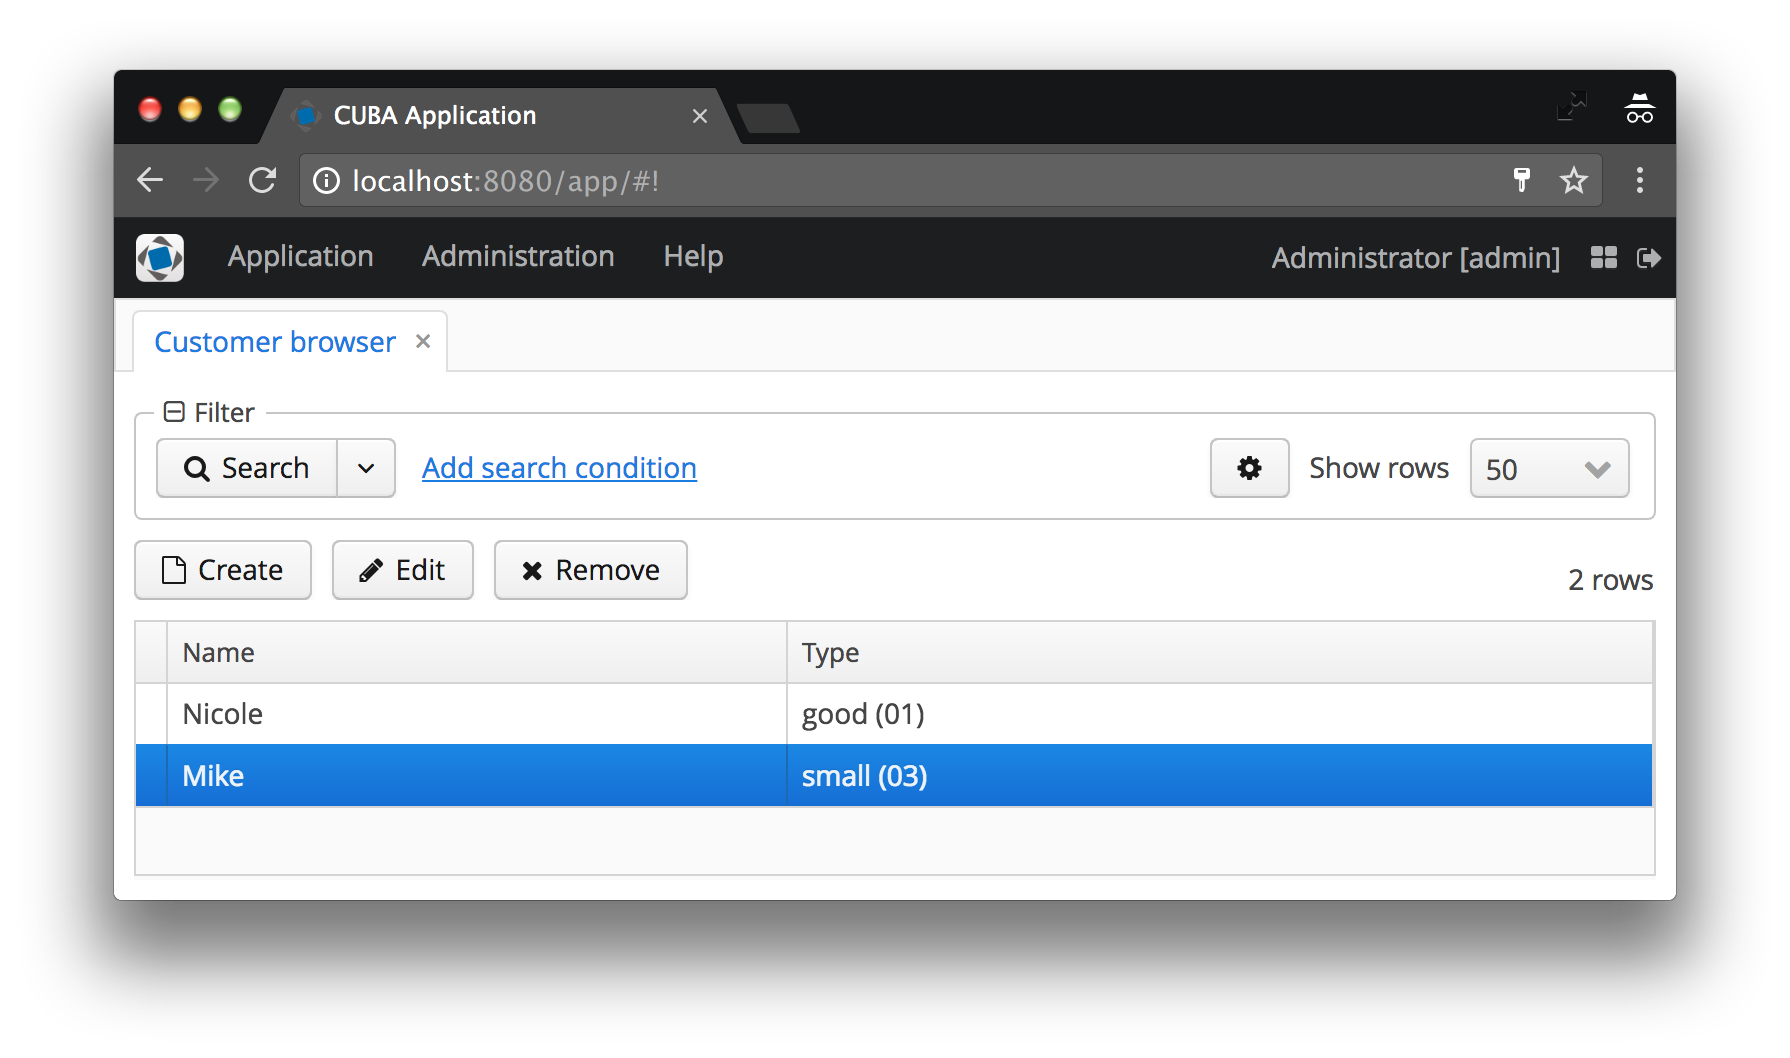 CUBA Application
localhost:8080/app/#!
Application Administration Help Administrator [admin]
Customer browser
Filter
Search Add search condition Show rows 50
Create Edit Remove 2 rows
Name Type
Nicole good (01)
Mike small (03)